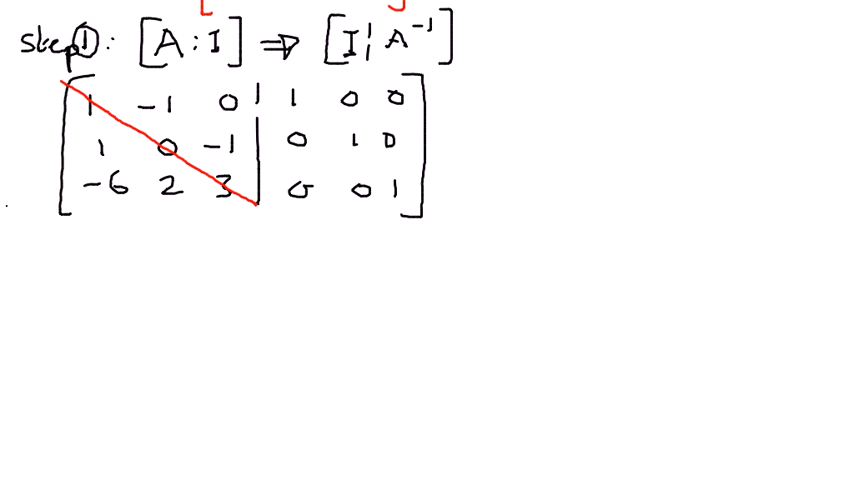 step①: [A : I] ⇒ [I ¦ A⁻¹]
[1 -1 0 | 1 0 0
1 0 -1 | 0 1 0
-6 2 3 | 0 0 1]